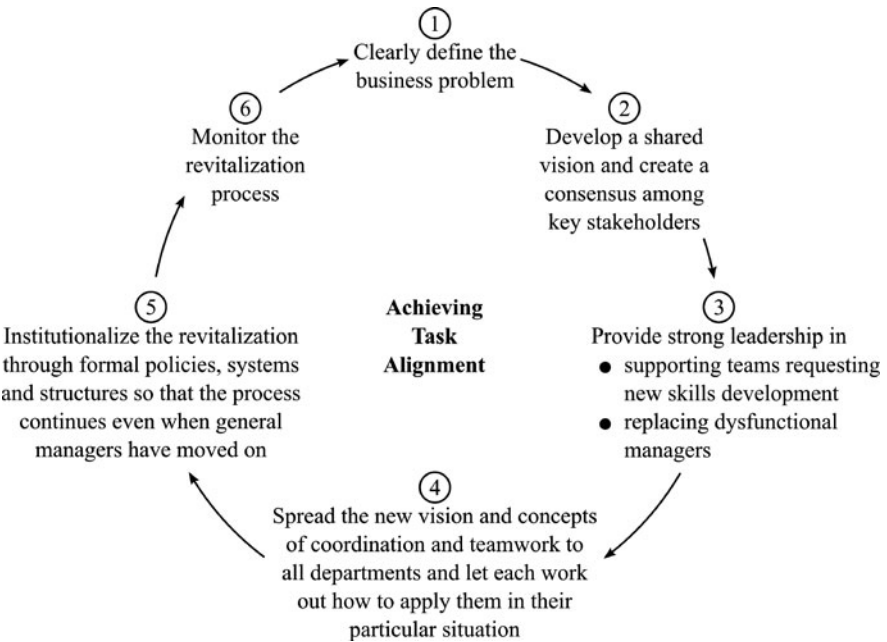 ①
Clearly define the
business problem
②
Develop a shared
vision and create a
consensus among
key stakeholders
③
Provide strong leadership in
● supporting teams requesting
new skills development
● replacing dysfunctional
managers
④
Spread the new vision and concepts
of coordination and teamwork to
all departments and let each work
out how to apply them in their
particular situation
⑤
Institutionalize the revitalization
through formal policies, systems
and structures so that the process
continues even when general
managers have moved on
⑥
Monitor the
revitalization
process
Achieving
Task
Alignment